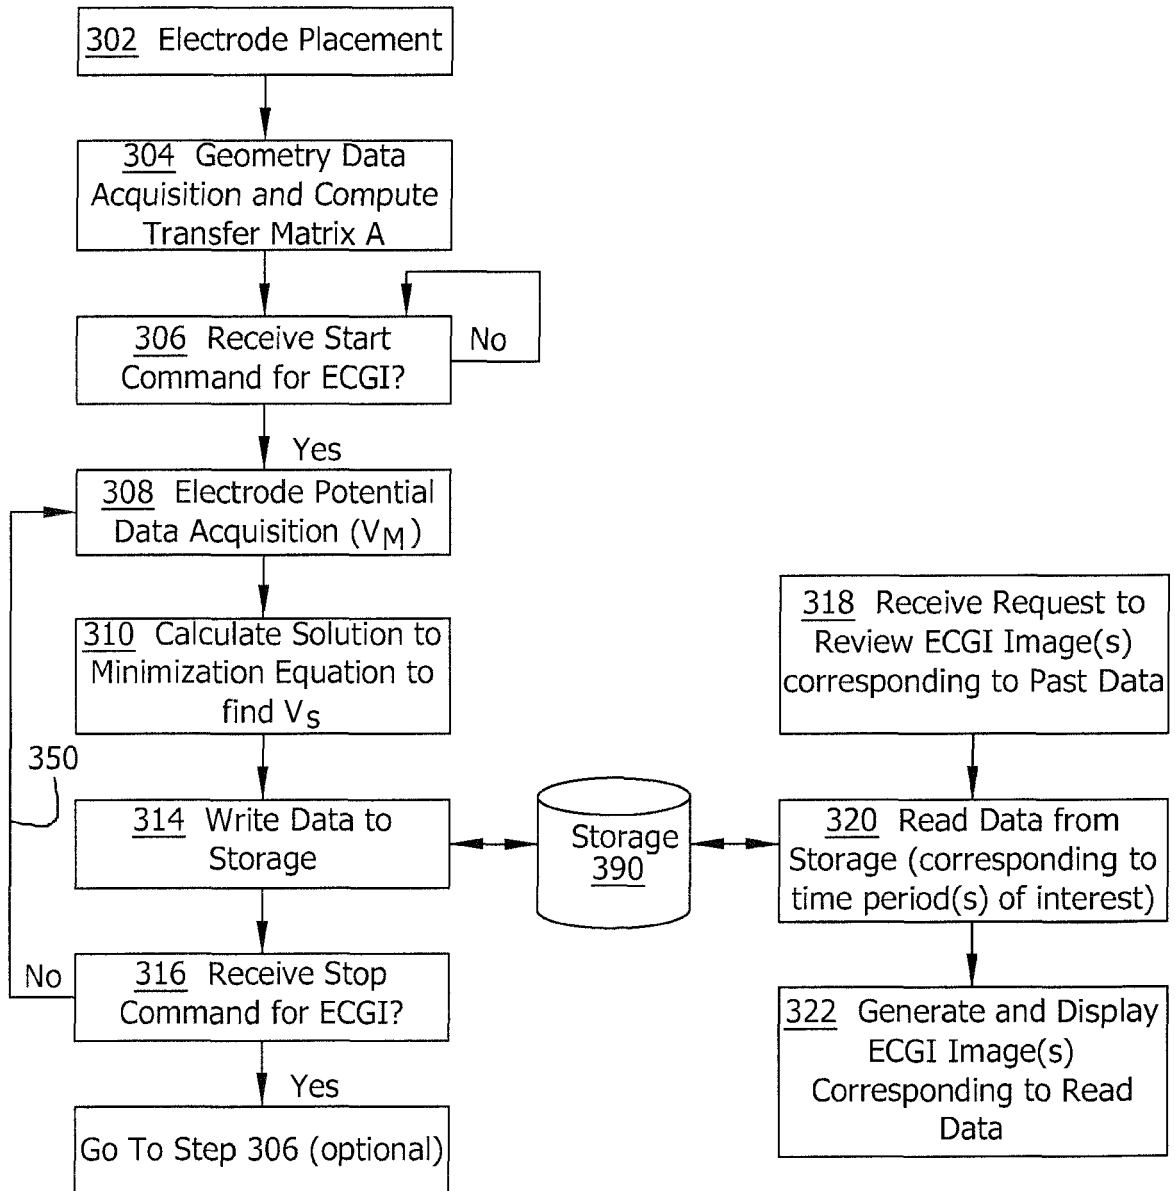 302 Electrode Placement
304 Geometry Data
Acquisition and Compute
Transfer Matrix A
306 Receive Start
Command for ECGI?
No
Yes
308 Electrode Potential
Data Acquisition (VM)
310 Calculate Solution to
Minimization Equation to
find VS
350
314 Write Data to
Storage
316 Receive Stop
Command for ECGI?
No
Yes
Go To Step 306 (optional)
Storage
390
318 Receive Request to
Review ECGI Image(s)
corresponding to Past Data
320 Read Data from
Storage (corresponding to
time period(s) of interest)
322 Generate and Display
ECGI Image(s)
Corresponding to Read
Data